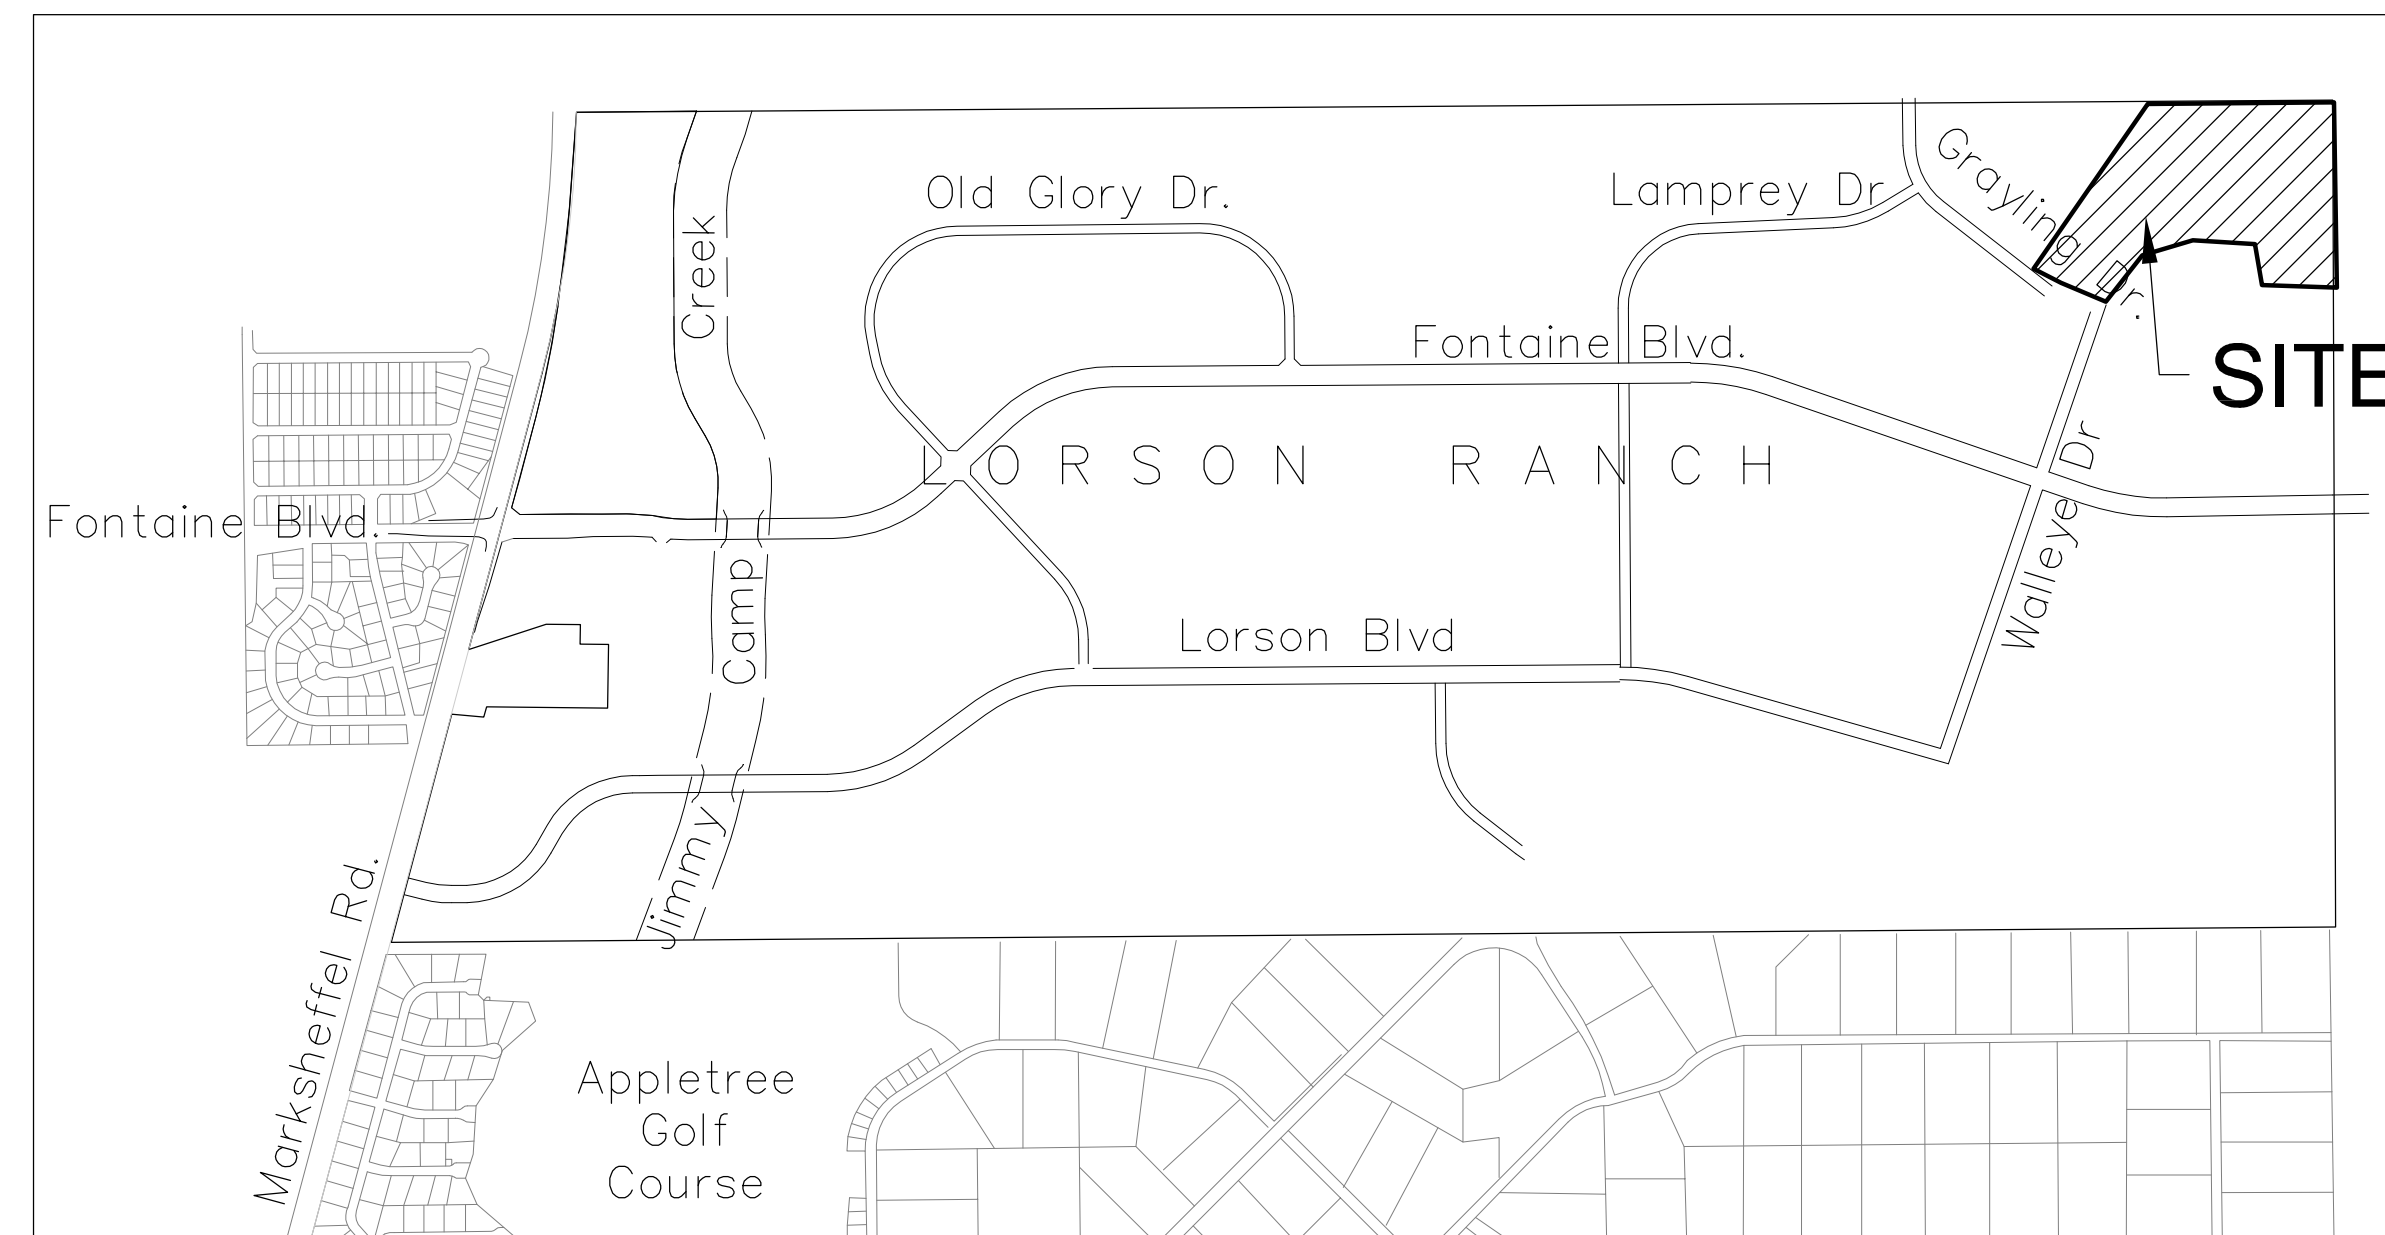 Old Glory Dr.
Lamprey Dr
Grayling Dr.
Creek
Fontaine Blvd.
SITE
LORSON RANCH
Fontaine Blvd.
Walleye Dr
Camp
Lorson Blvd
Jimmy
Marksheffel Rd.
Appletree
Golf
Course